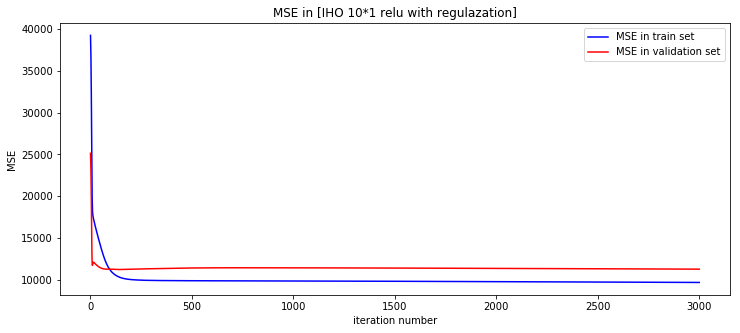 MSE in [IHO 10*1 relu with regulazation]
MSE in train set
MSE in validation set
MSE
40000
35000
30000
25000
20000
15000
10000
0 500 1000 1500 2000 2500 3000
iteration number